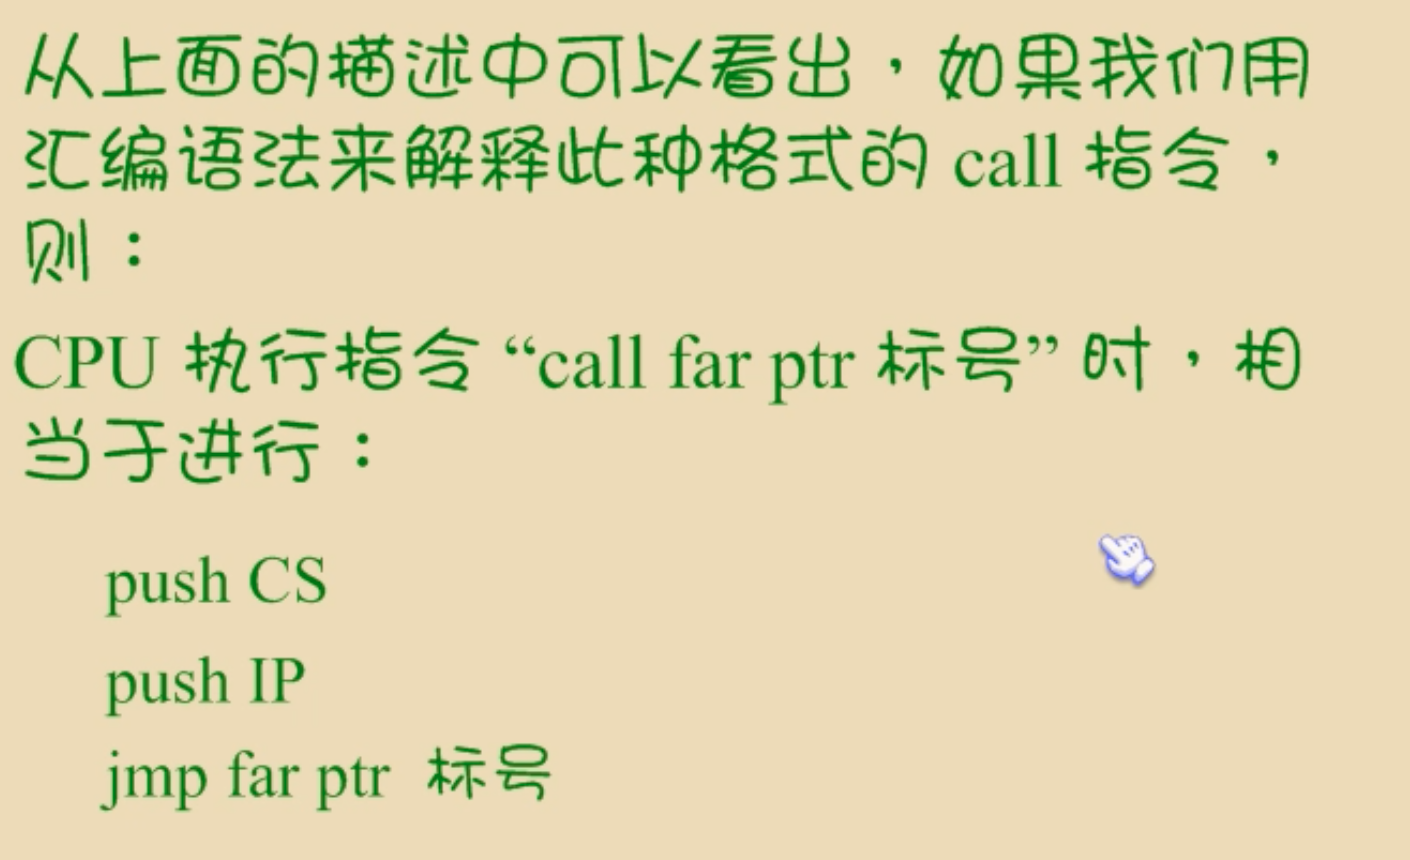 从上面的描述中可以看出，如果我们用
汇编语法来解释此种格式的 call 指令，
则：
CPU 执行指令 “call far ptr 标号” 时，相
当于进行：
push CS
push IP
jmp far ptr 标号